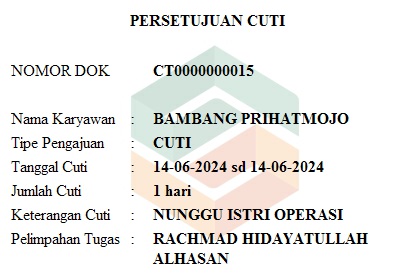 PERSETUJUAN CUTI
NOMOR DOK CT0000000015
Nama Karyawan : BAMBANG PRIHATMOJO
Tipe Pengajuan : CUTI
Tanggal Cuti : 14-06-2024 sd 14-06-2024
Jumlah Cuti : 1 hari
Keterangan Cuti : NUNGGU ISTRI OPERASI
Pelimpahan Tugas : RACHMAD HIDAYATULLAH
ALHASAN